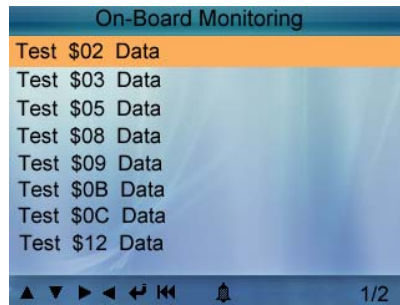 On-Board Monitoring
Test $02 Data
Test $03 Data
Test $05 Data
Test $08 Data
Test $09 Data
Test $0B Data
Test $0C Data
Test $12 Data
1/2